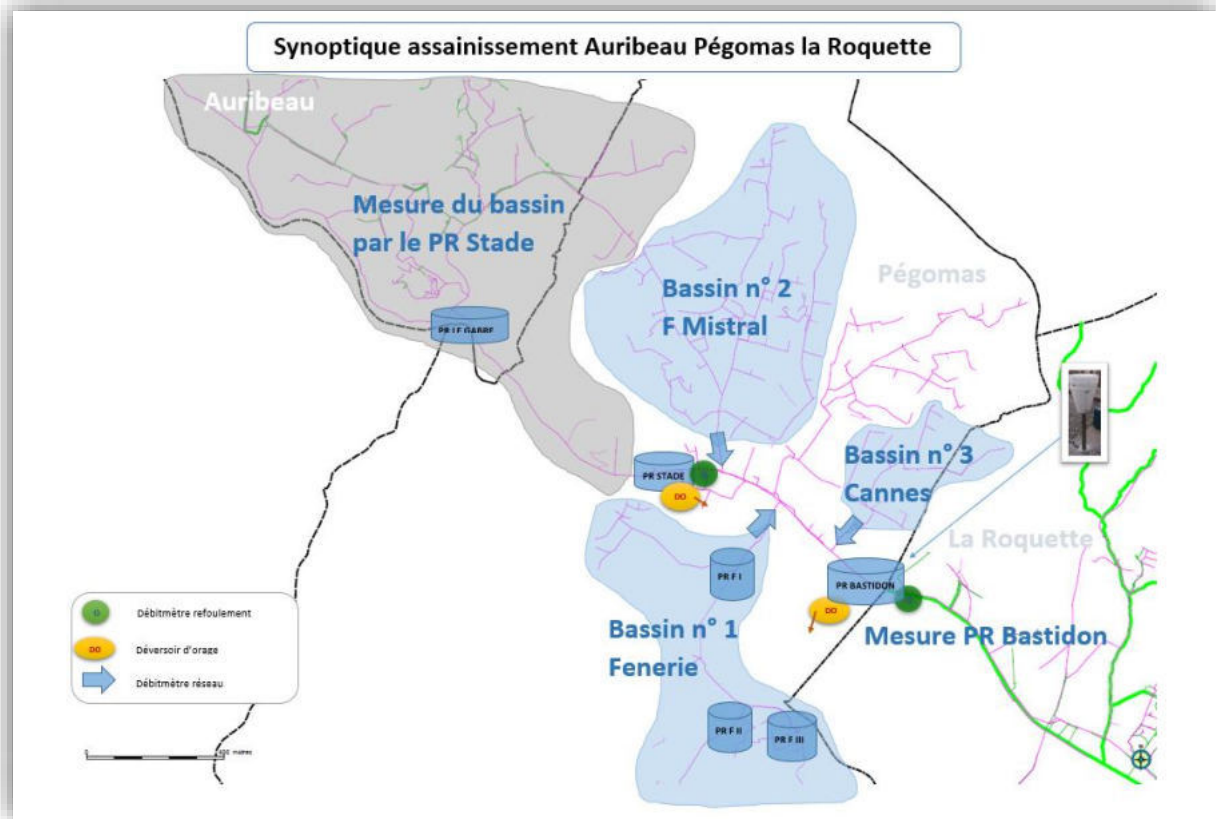 Synoptique assainissement Auribeau Pégomas la Roquette
Auribeau
Mesure du bassin
par le PR Stade
Bassin n° 2
F Mistral
Pégomas
PR LE GABRE
Bassin n° 3
Cannes
PR STADE
DO
La Roquette
PR F I
PR BASTIDON
DO
Bassin n° 1
Fenerie
Mesure PR Bastidon
PR F II
PR F III
Débitmètre refoulement
DO
Déversoir d'orage
Débitmètre réseau
0
mètres